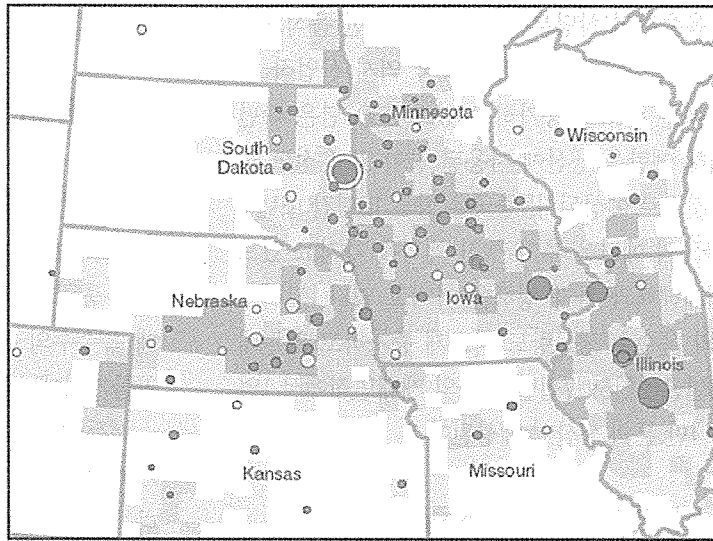 Minnesota
Wisconsin
South
Dakota
Nebraska
Iowa
Illinois
Kansas
Missouri